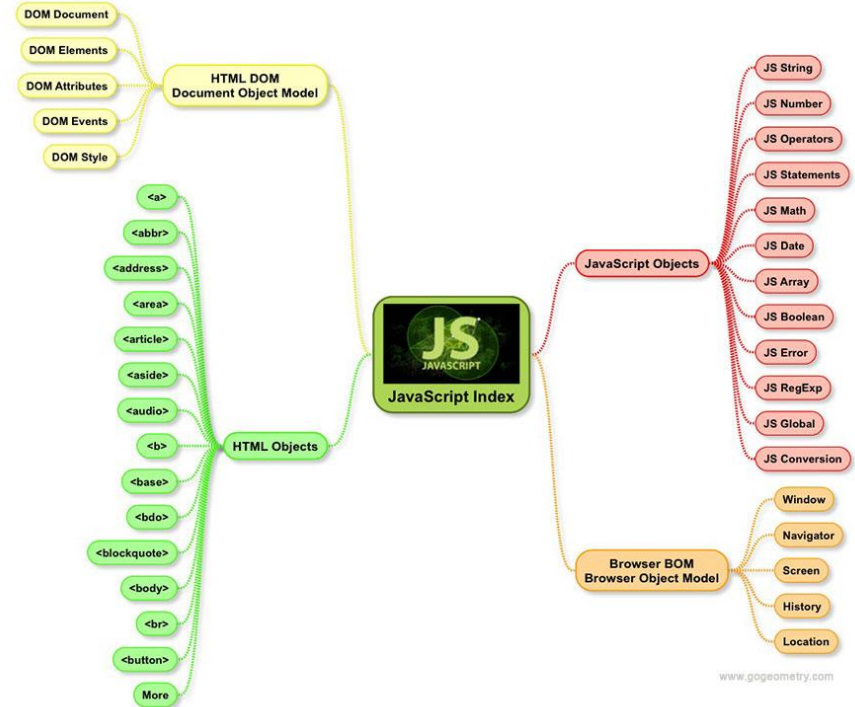 DOM Document
DOM Elements
DOM Attributes
DOM Events
DOM Style
HTML DOM
Document Object Model
<a>
<abbr>
<address>
<area>
<article>
<aside>
<audio>
<b>
<base>
<bdo>
<blockquote>
<body>
<br>
<button>
More
HTML Objects
JS
JAVASCRIPT
JavaScript Index
JavaScript Objects
JS String
JS Number
JS Operators
JS Statements
JS Math
JS Date
JS Array
JS Boolean
JS Error
JS RegExp
JS Global
JS Conversion
Browser BOM
Browser Object Model
Window
Navigator
Screen
History
Location
www.gogeometry.com